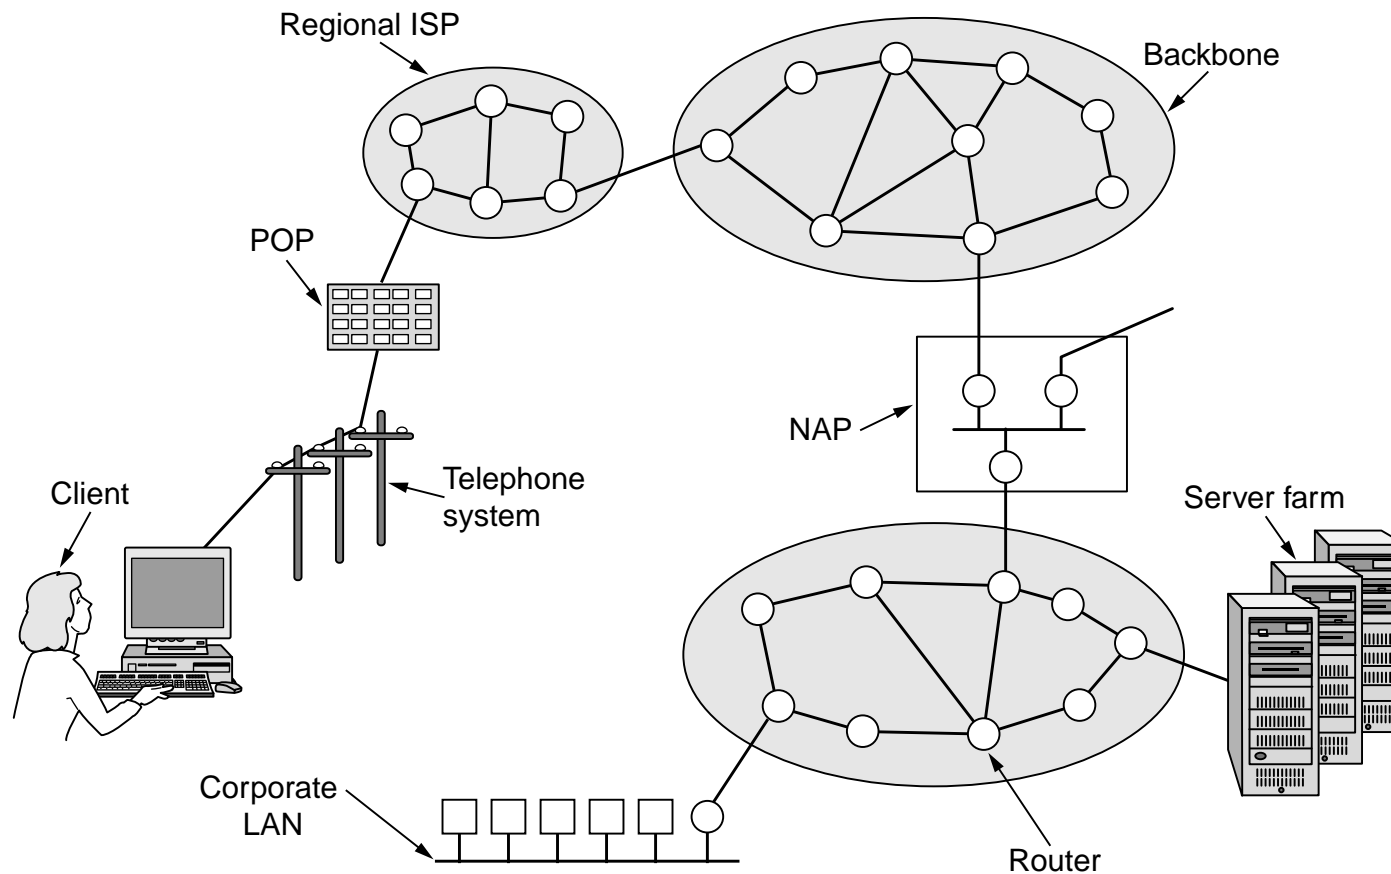 Regional ISP
Backbone
POP
NAP
Telephone
system
Client
Server farm
Corporate
LAN
Router